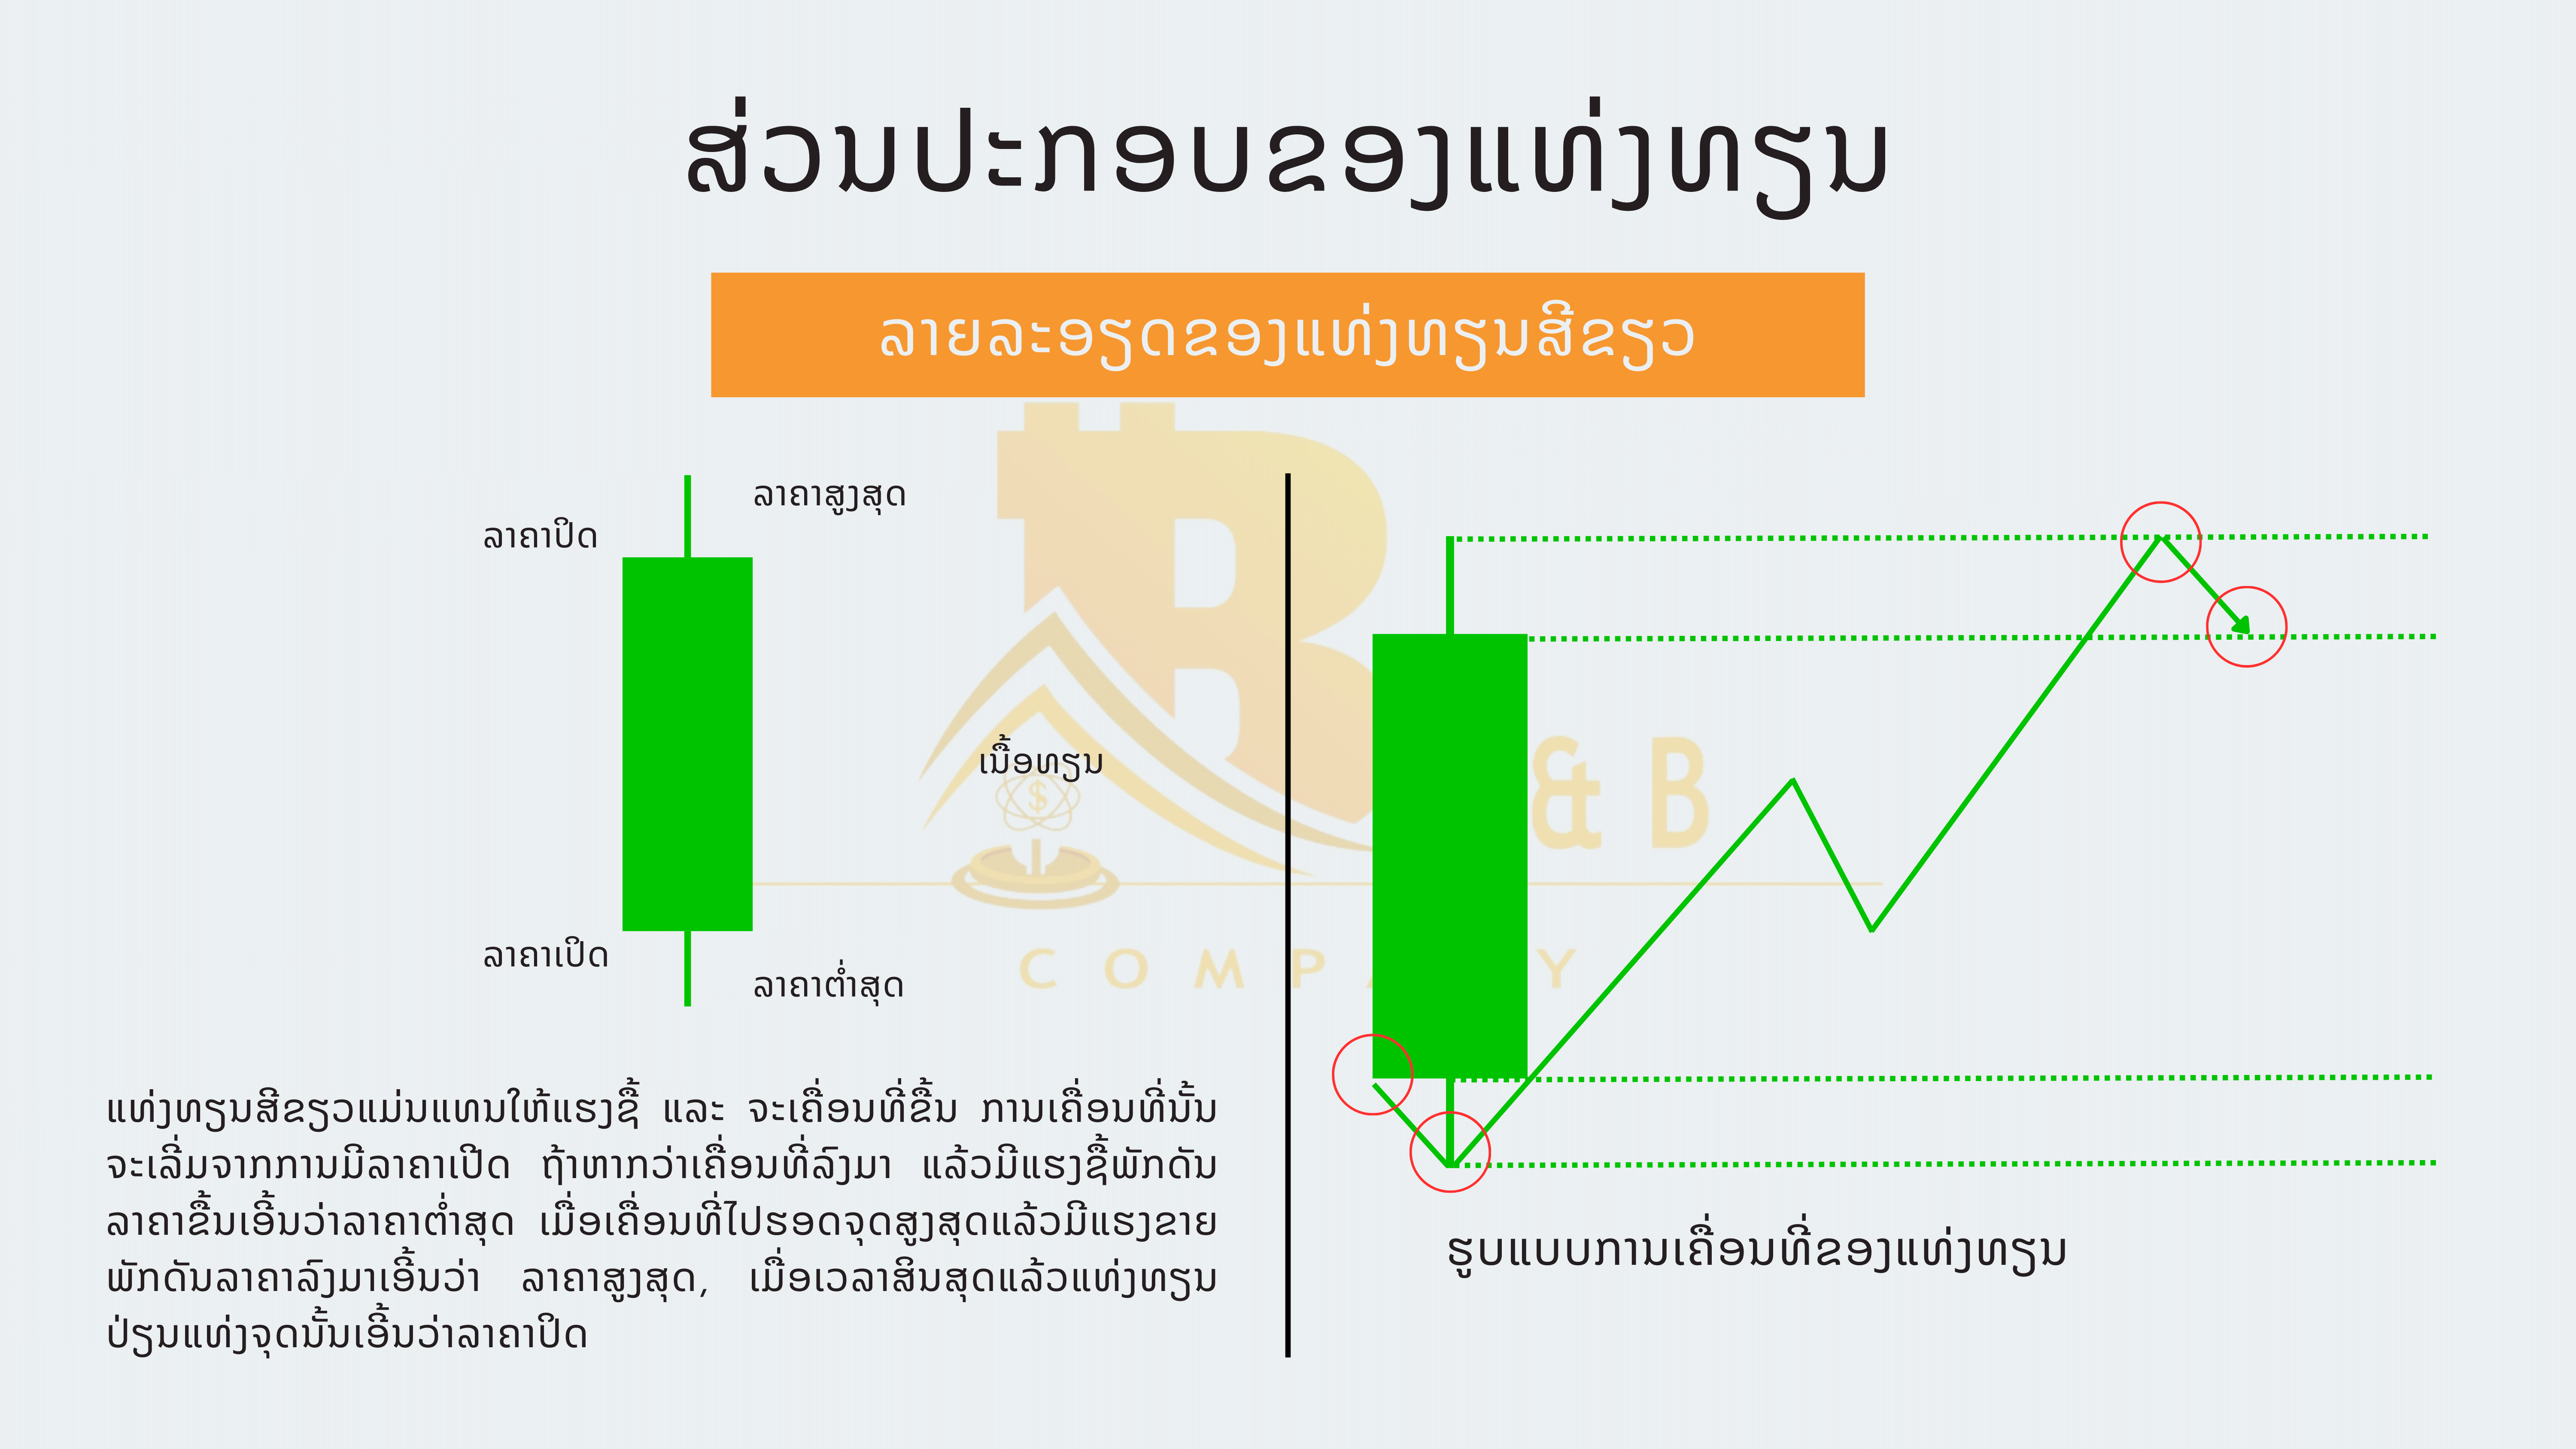 ສ່ວນປະກອບຂອງແທ່ງທຽນ
ລາຍລະອຽດຂອງແທ່ງທຽນສີຂຽວ
ລາຄາສູງສຸດ
ລາຄາປິດ
ເນື້ອທຽນ
$
& B
ລາຄາເປິດ
ລາຄາຕ່ຳສຸດ
COMPANY
ແທ່ງທຽນສີຂຽວແມ່ນແທນໃຫ້ແຮງຊື້ ແລະ ຈະເຄື່ອນທີ່ຂື້ນ ການເຄື່ອນທີ່ນັ້ນ
ຈະເລີ່ມຈາກການມີລາຄາເປີດ ຖ້າຫາກວ່າເຄື່ອນທີ່ລົງມາ ແລ້ວມີແຮງຊື້ພັກດັນ
ລາຄາຂື້ນເອີ້ນວ່າລາຄາຕ່ຳສຸດ ເມື່ອເຄື່ອນທີ່ໄປຮອດຈຸດສູງສຸດແລ້ວມີແຮງຂາຍ
ພັກດັນລາຄາລົງມາເອີ້ນວ່າ ລາຄາສູງສຸດ, ເມື່ອເວລາສິນສຸດແລ້ວແທ່ງທຽນ
ປ່ຽນແທ່ງຈຸດນັ້ນເອີ້ນວ່າລາຄາປິດ
ຮູບແບບການເຄື່ອນທີ່ຂອງແທ່ງທຽນ